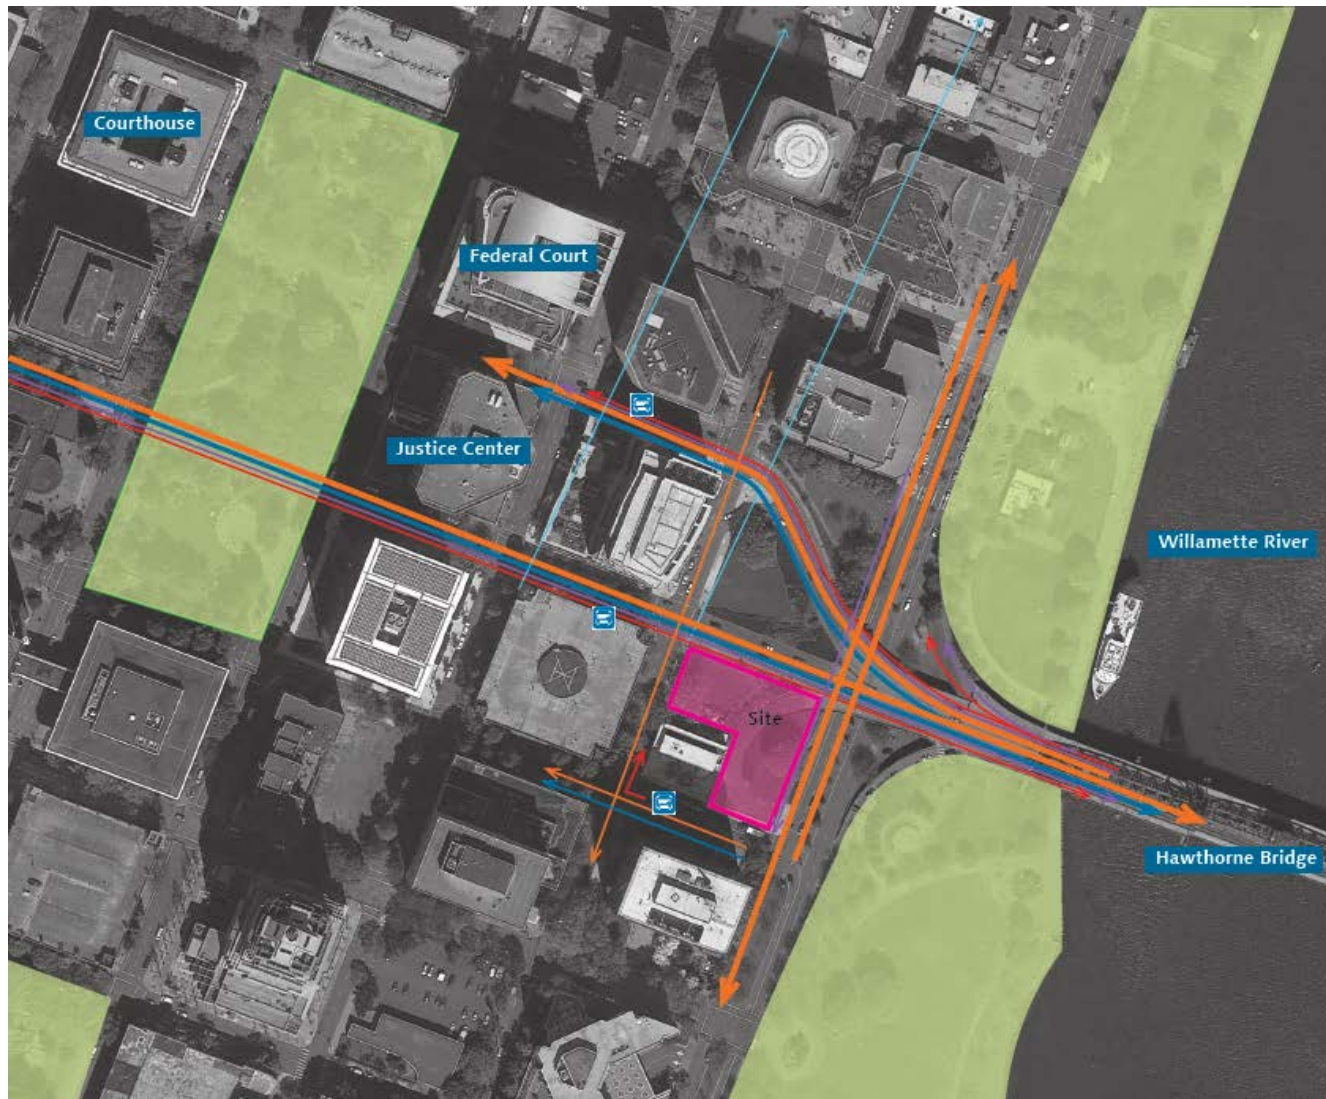 Courthouse
Federal Court
Justice Center
Willamette River
Site
Hawthorne Bridge